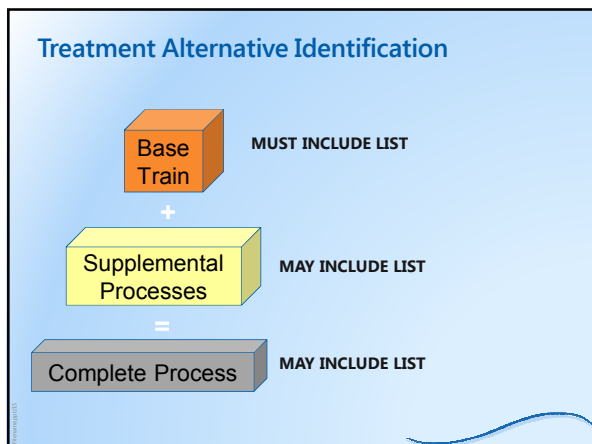 Treatment Alternative Identification
Base
Train
MUST INCLUDE LIST
+
Supplemental
Processes
MAY INCLUDE LIST
=
Complete Process
MAY INCLUDE LIST